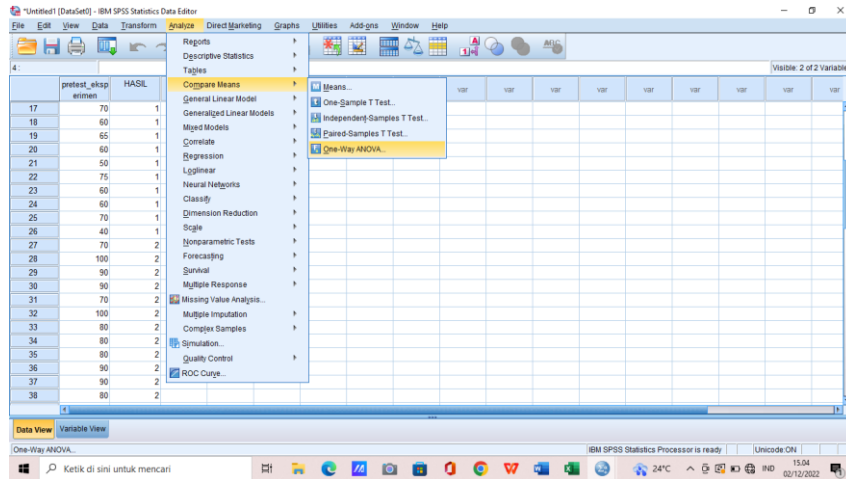 *Untitled1 [DataSet0] - IBM SPSS Statistics Data Editor
File Edit View Data Transform Analyze Direct Marketing Graphs Utilities Add-ons Window Help
4 :
Visible: 2 of 2 Variable
pretest_eksp
erimen
HASIL
var var var var var var var
17 70 1
18 60 1
19 65 1
20 60 1
21 50 1
22 75 1
23 60 1
24 60 1
25 70 1
26 40 1
27 70 2
28 100 2
29 90 2
30 90 2
31 70 2
32 100 2
33 80 2
34 80 2
35 80 2
36 90 2
37 90 2
38 80 2
Reports
Descriptive Statistics
Tables
Compare Means
General Linear Model
Generalized Linear Models
Mixed Models
Correlate
Regression
Loglinear
Neural Networks
Classify
Dimension Reduction
Scale
Nonparametric Tests
Forecasting
Survival
Multiple Response
Missing Value Analysis...
Multiple Imputation
Complex Samples
Simulation...
Quality Control
ROC Curve...
Means...
One-Sample T Test...
Independent-Samples T Test...
Paired-Samples T Test...
One-Way ANOVA...
Data View Variable View
One-Way ANOVA...
IBM SPSS Statistics Processor is ready
Unicode:ON
Ketik di sini untuk mencari
24°C
IND
15.04
02/12/2022